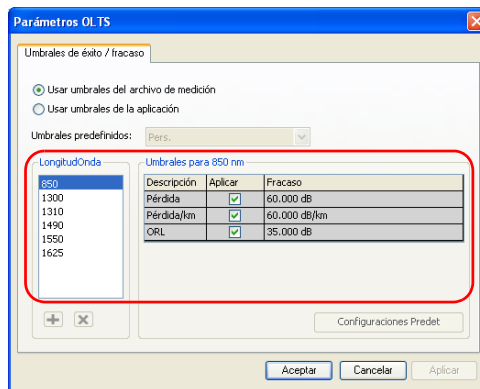 Parámetros OLTS
Umbrales de éxito / fracaso
Usar umbrales del archivo de medición
Usar umbrales de la aplicación
Umbrales predefinidos: Pers.
LongitudOnda
850
1300
1310
1490
1550
1625
Umbrales para 850 nm
Descripción Aplicar Fracaso
Pérdida 60.000 dB
Pérdida/km 60.000 dB/km
ORL 35.000 dB
Configuraciones Predet
Aceptar Cancelar Aplicar